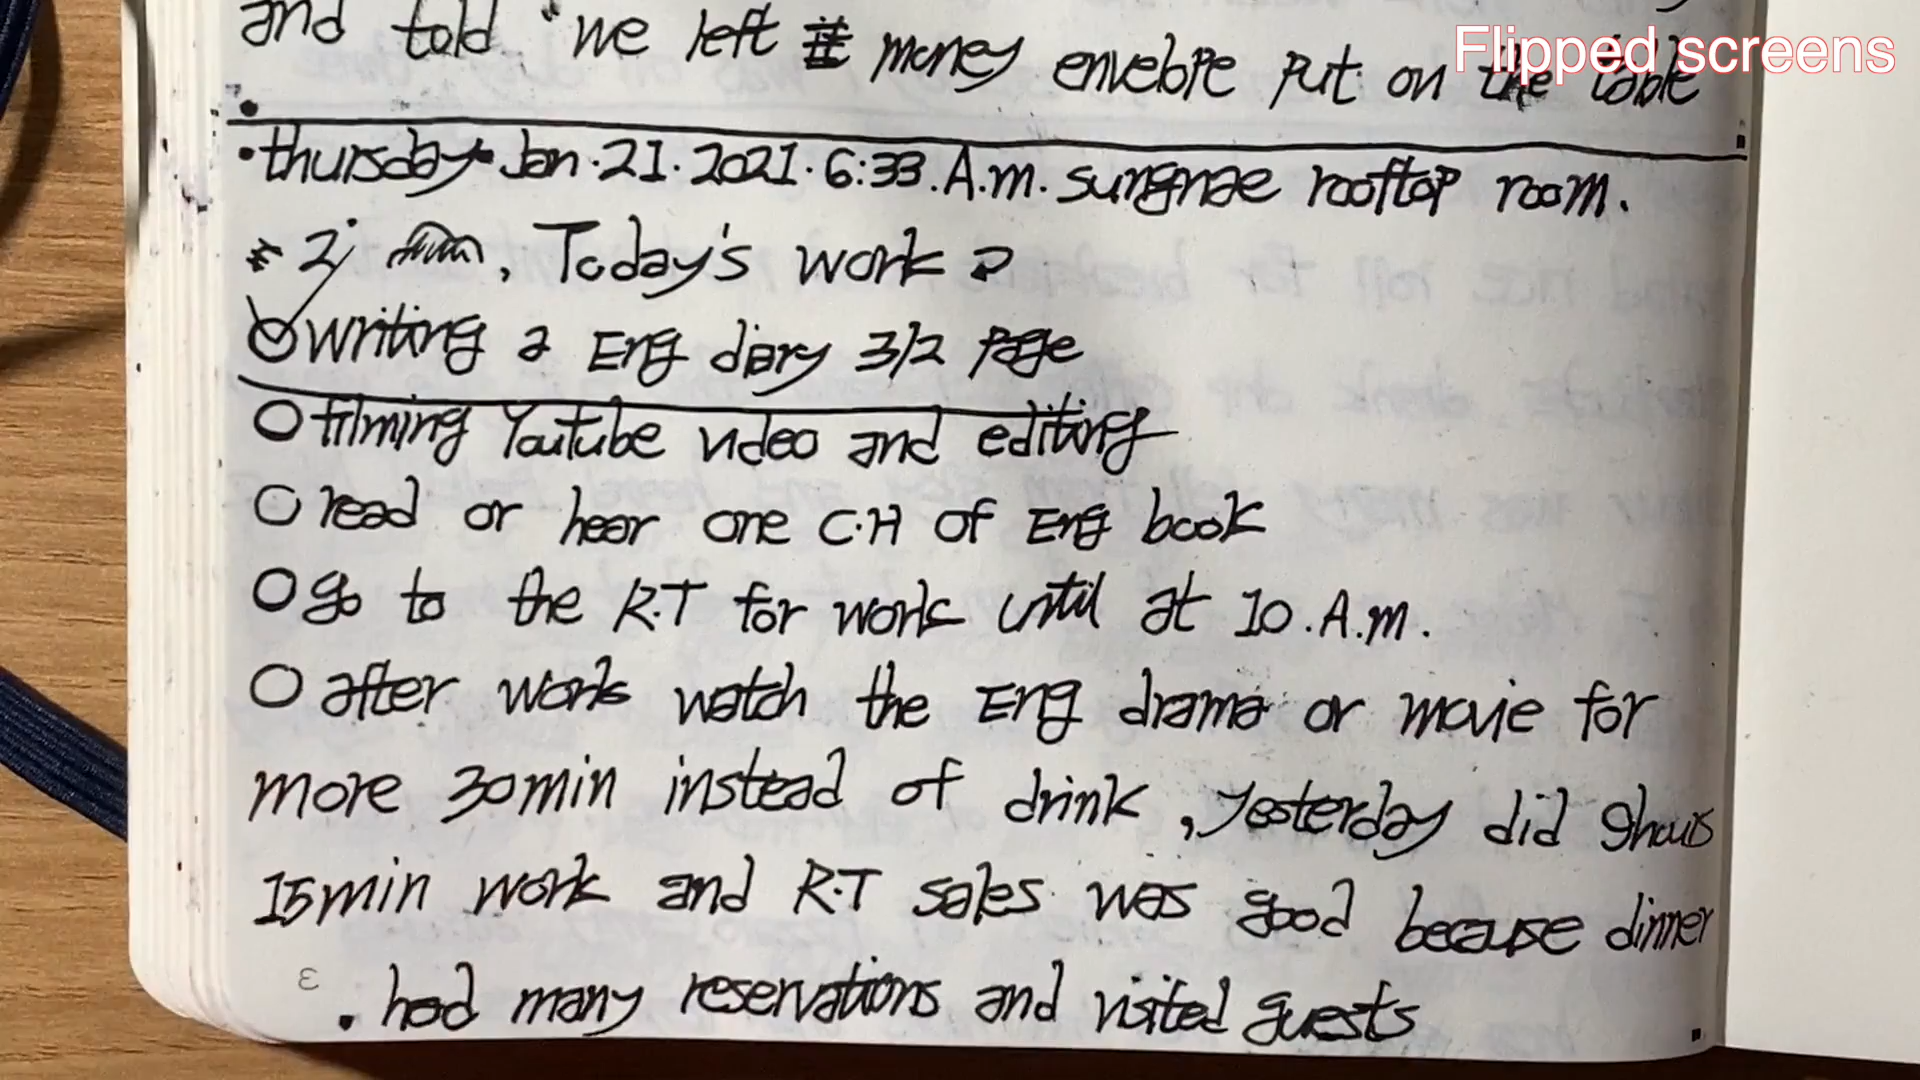 Flipped screens
and told "we left money envelope put on the table
•thursday•Jan.21.2021.6:33.A.m. sungnae rooftop room.
* 2, Today's work
writing a Eng diary 3/2 page
○ filming Youtube video and editing
○ read or hear one C.H of Eng book
○ go to the R.T for work until at 10.A.m.
○ after work watch the Eng drama or movie for
more 30min instead of drink, yesterday did 9hours
15min work and R.T sales was good because dinner
. had many reservations and visited guests
3